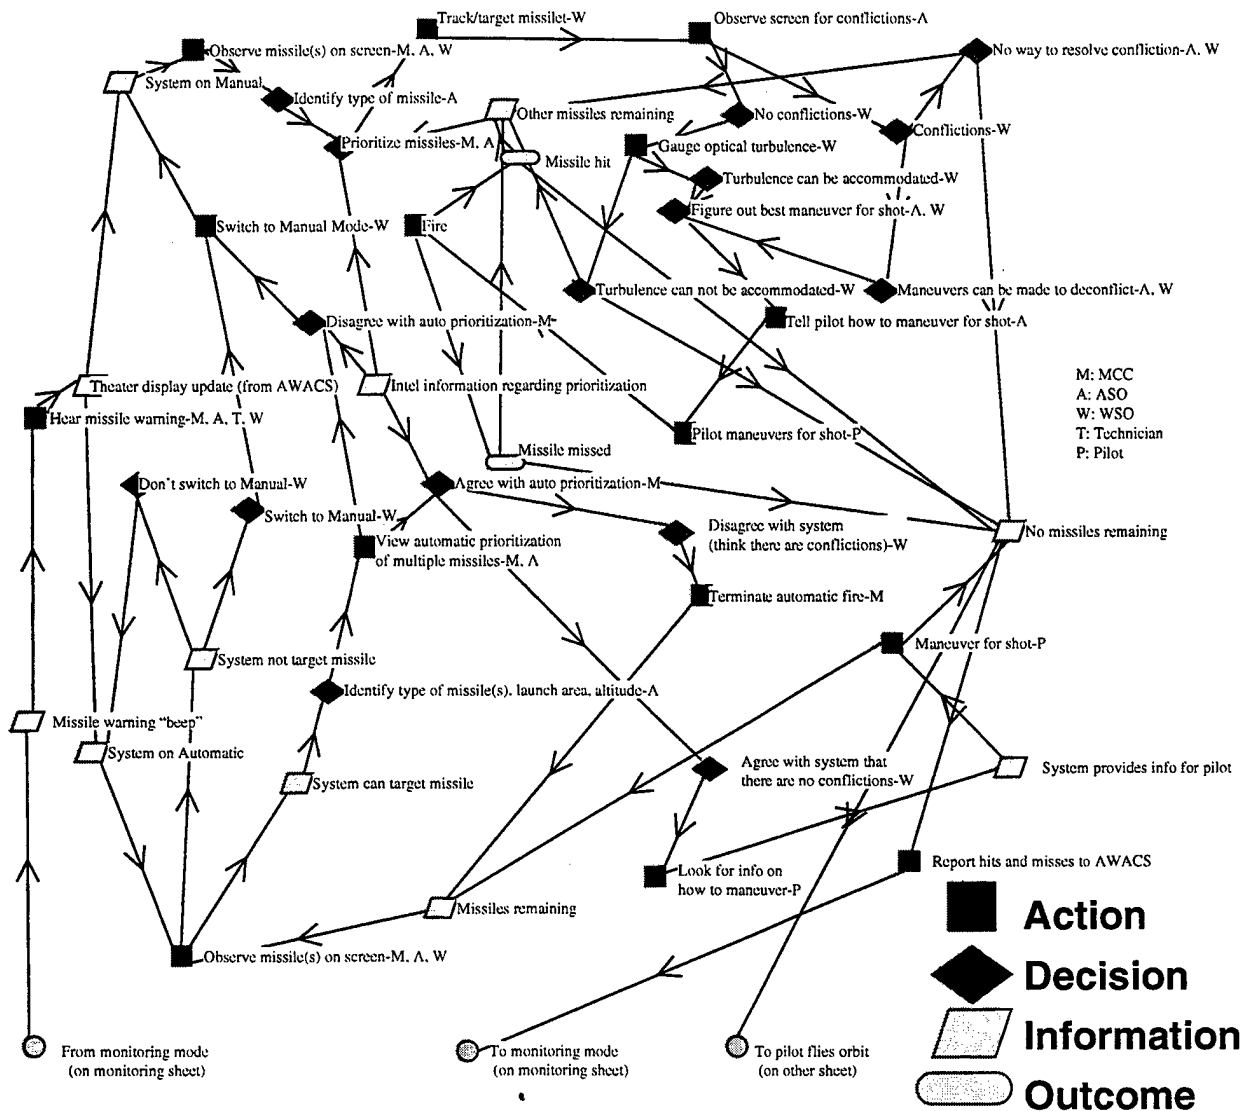 Track/target missilet-W
Observe screen for conflictions-A
Observe missile(s) on screen-M, A, W
No way to resolve confliction-A, W
System on Manual
Identify type of missile-A
Other missiles remaining
No conflictions-W
Conflictions-W
Prioritize missiles-M, A
Gauge optical turbulence-W
Missile hit
Turbulence can be accommodated-W
Figure out best maneuver for shot-A, W
Switch to Manual Mode-W
Fire
Turbulence can not be accommodated-W
Maneuvers can be made to deconflict-A, W
Disagree with auto prioritization-M
Tell pilot how to maneuver for shot-A
Theater display update (from AWACS)
Intel information regarding prioritization
M: MCC
A: ASO
W: WSO
T: Technician
P: Pilot
Hear missile warning-M, A, T, W
Pilot maneuvers for shot-P
Missile missed
Don't switch to Manual-W
Agree with auto prioritization-M
Switch to Manual-W
Disagree with system
(think there are conflictions)-W
No missiles remaining
View automatic prioritization
of multiple missiles-M, A
Terminate automatic fire-M
Maneuver for shot-P
System not target missile
Identify type of missile(s), launch area, altitude-A
Missile warning "beep"
System on Automatic
Agree with system that
there are no conflictions-W
System provides info for pilot
System can target missile
Look for info on
how to maneuver-P
Report hits and misses to AWACS
Missiles remaining
Action
Observe missile(s) on screen-M, A, W
Decision
Information
From monitoring mode
(on monitoring sheet)
To monitoring mode
(on monitoring sheet)
To pilot flies orbit
(on other sheet)
Outcome